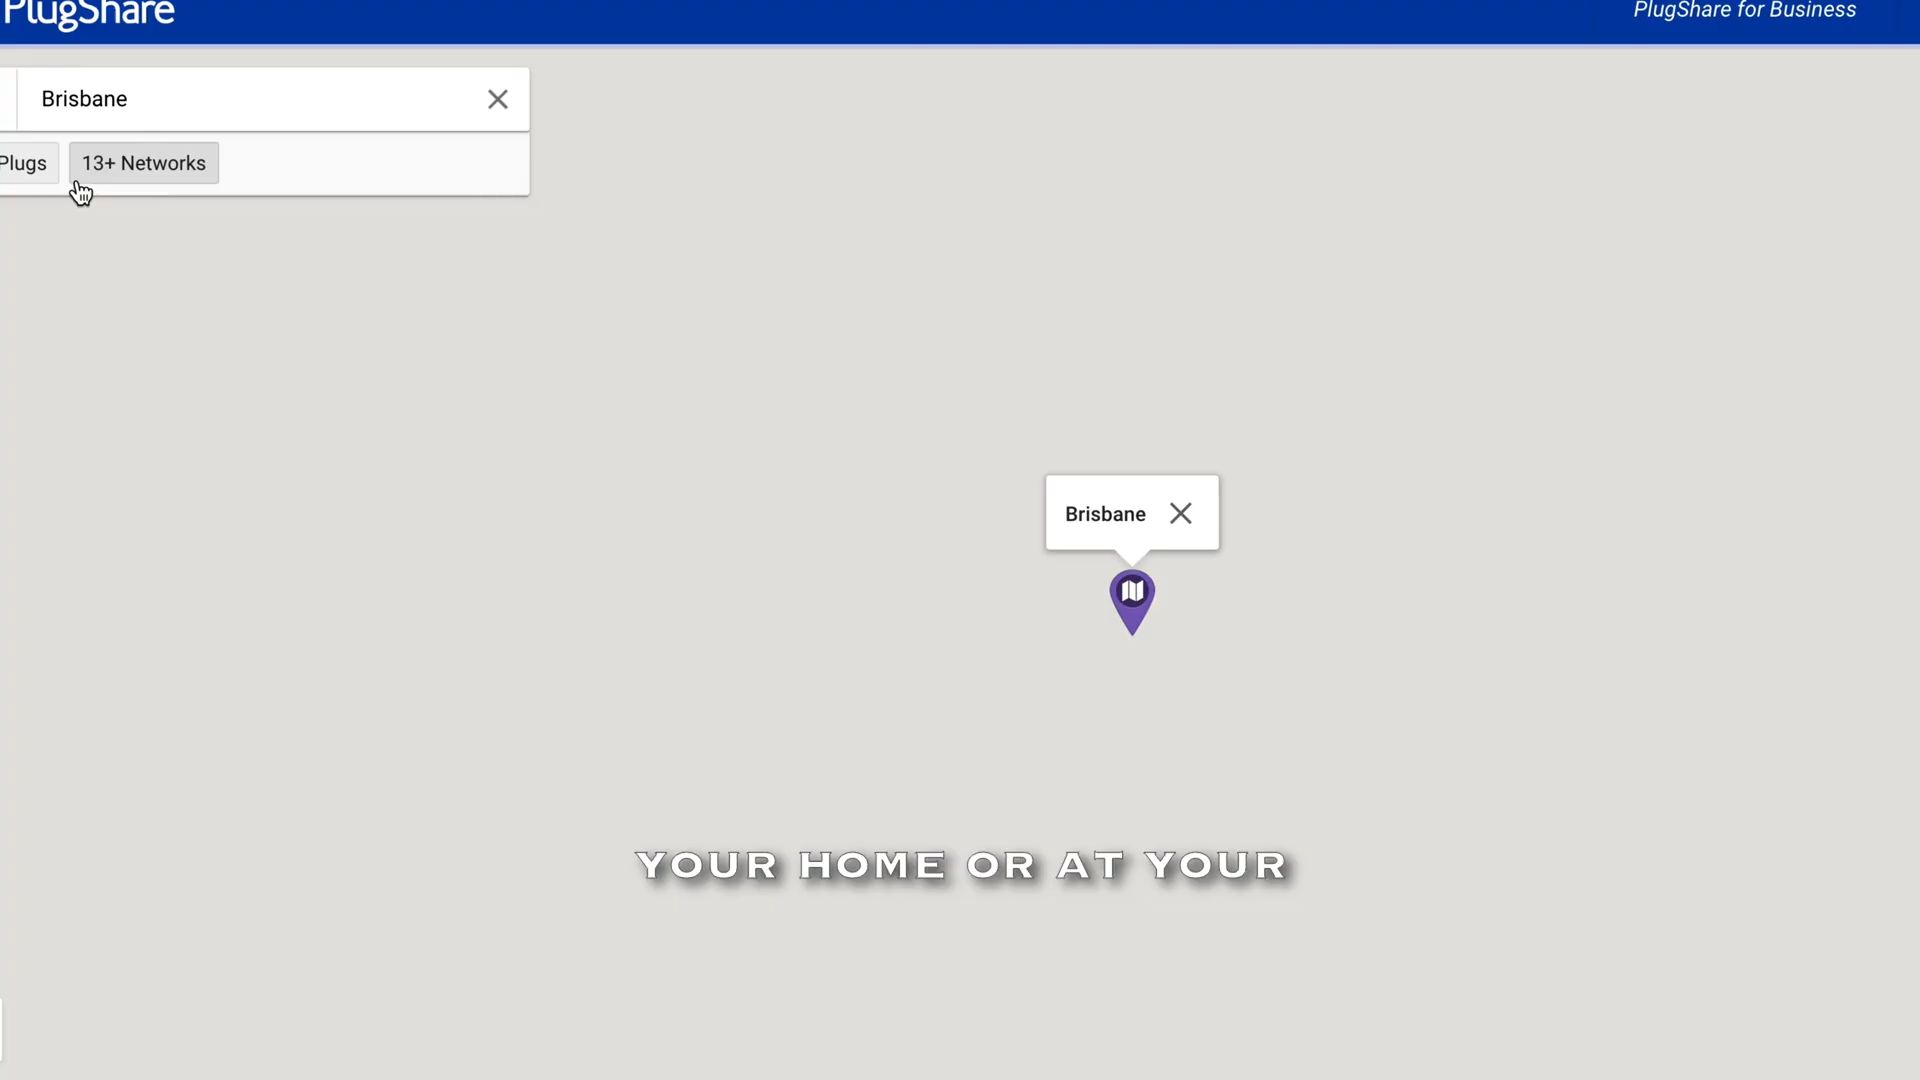 PlugShare
PlugShare for Business
Brisbane
Plugs
13+ Networks
Brisbane
YOUR HOME OR AT YOUR